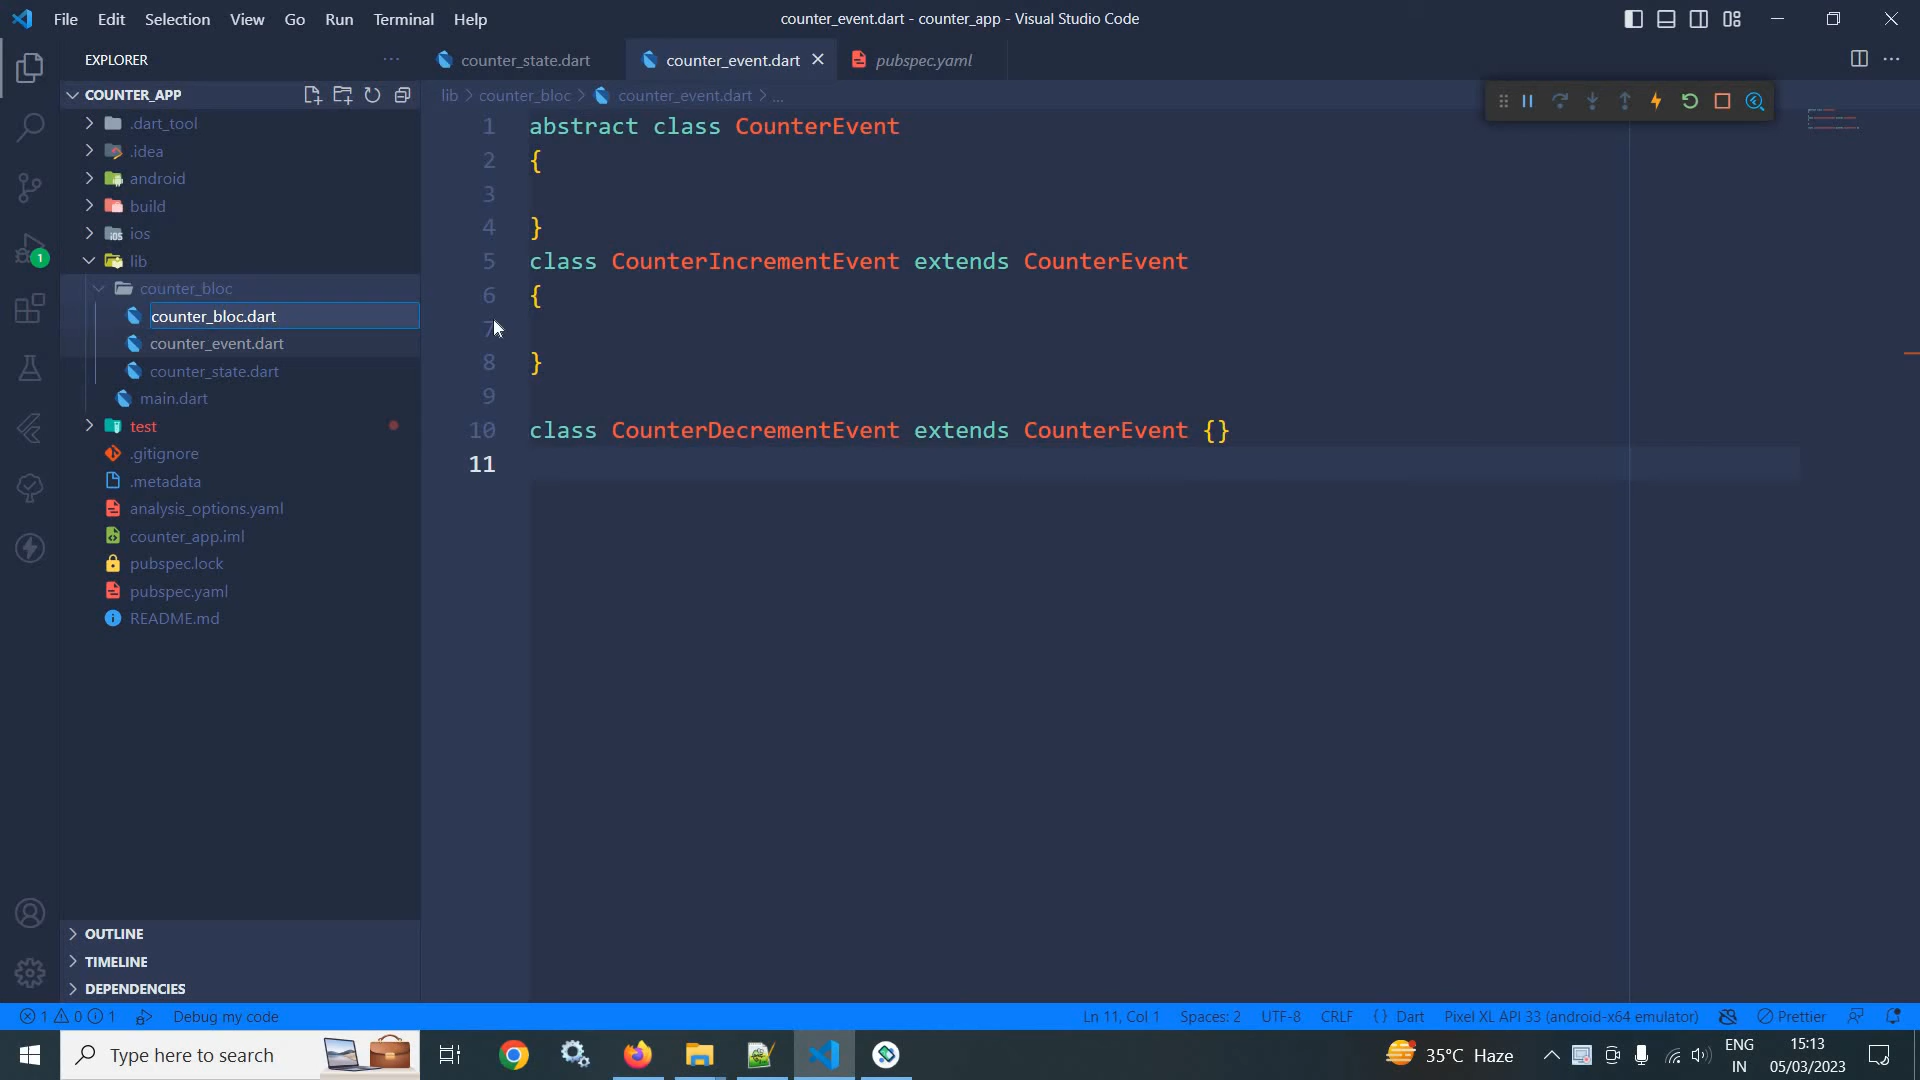 File Edit Selection View Go Run Terminal Help
counter_event.dart - counter_app - Visual Studio Code
EXPLORER
counter_state.dart
counter_event.dart
pubspec.yaml
COUNTER_APP
lib > counter_bloc > counter_event.dart > ...
.dart_tool
.idea
android
build
ios
lib
counter_bloc
counter_bloc.dart
counter_event.dart
counter_state.dart
main.dart
test
.gitignore
.metadata
analysis_options.yaml
counter_app.iml
pubspec.lock
pubspec.yaml
README.md
1
1 abstract class CounterEvent
2 {
3
4 }
5 class CounterIncrementEvent extends CounterEvent
6 {
7
8 }
9
10 class CounterDecrementEvent extends CounterEvent {}
11
OUTLINE
TIMELINE
DEPENDENCIES
1 0 1 Debug my code
Ln 11, Col 1 Spaces: 2 UTF-8 CRLF {} Dart Pixel XL API 33 (android-x64 emulator) Prettier
Type here to search
35°C Haze
ENG
IN
15:13
05/03/2023